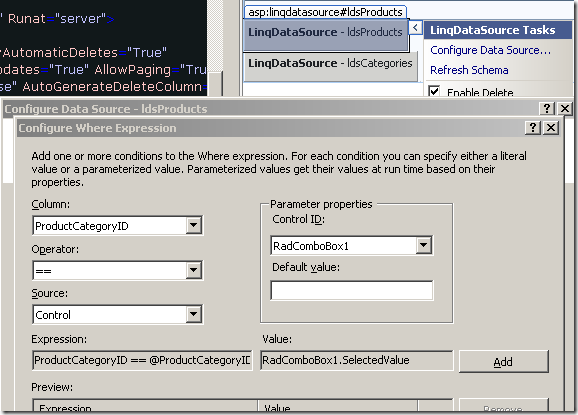 " Runat="server">
asp:linqdatasource#ldsProducts
LinqDataSource - ldsProducts
LinqDataSource - ldsCategories
<
LinqDataSource Tasks
Configure Data Source...
Refresh Schema
Enable Delete
yAutomaticDeletes="True"
pdates="True" AllowPaging="True"
se" AutoGenerateDeleteColumn=
Configure Data Source - ldsProducts
Configure Where Expression
Add one or more conditions to the Where expression. For each condition you can specify either a literal
value or a parameterized value. Parameterized values get their values at run time based on their
properties.
Column:
ProductCategoryID
Operator:
==
Source:
Control
Parameter properties
Control ID:
RadComboBox1
Default value:
Expression:
ProductCategoryID == @ProductCategoryID
Value:
RadComboBox1.SelectedValue
Add
Preview:
Expression
Value
Remove